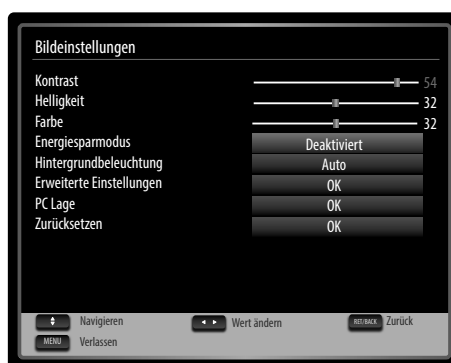 Bildeinstellungen
Kontrast 54
Helligkeit 32
Farbe 32
Energiesparmodus Deaktiviert
Hintergrundbeleuchtung Auto
Erweiterte Einstellungen OK
PC Lage OK
Zurücksetzen OK
Navigieren Wert ändern RET/BACK Zurück
MENU Verlassen